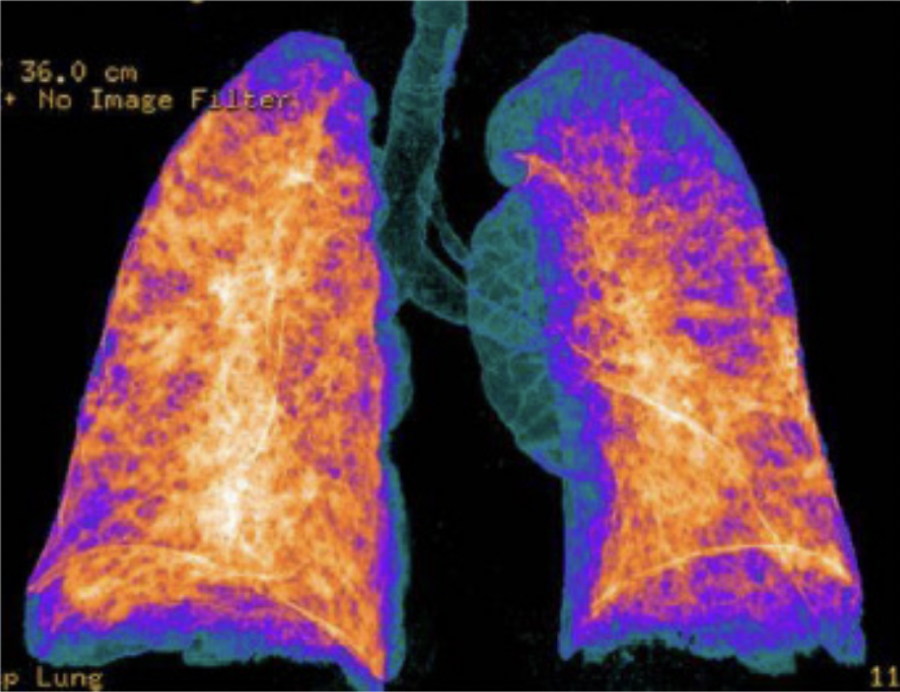 36.0 cm
+ No Image Filter
p Lung
11